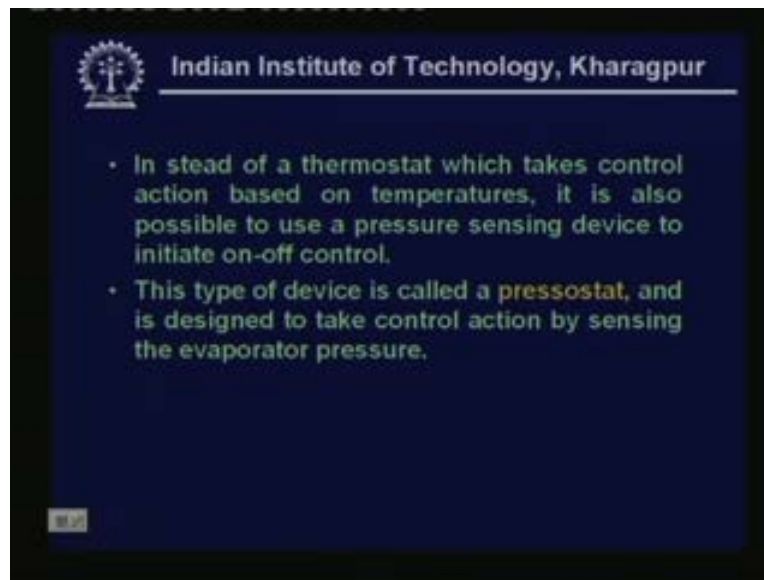 Indian Institute of Technology, Kharagpur
• In stead of a thermostat which takes control
action based on temperatures, it is also
possible to use a pressure sensing device to
initiate on-off control.
• This type of device is called a pressostat, and
is designed to take control action by sensing
the evaporator pressure.